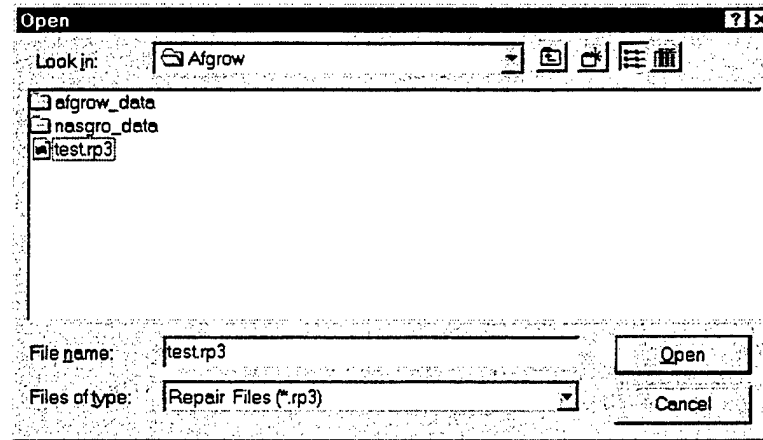 Open
Look in: Afgrow
afgrow_data
nasgro_data
test.rp3
File name: test.rp3
Open
Files of type: Repair Files (*.rp3)
Cancel